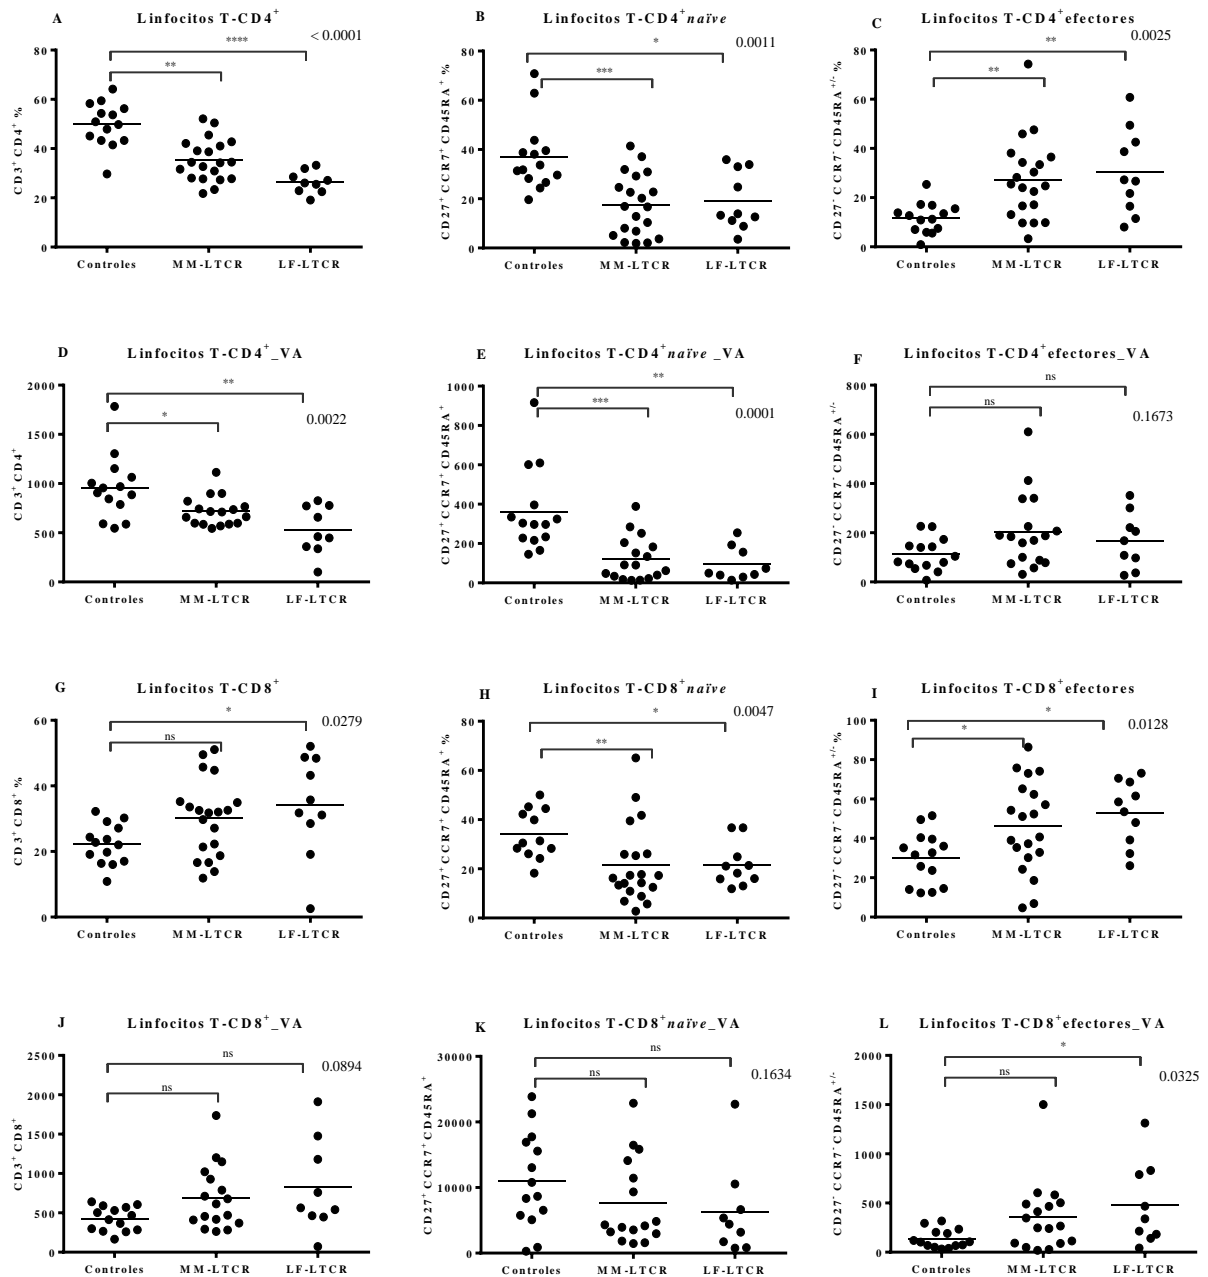 A Linfocitos T-CD4+
< 0.0001
****
**
CD3+ CD4+ %
80
60
40
20
0
Controles MM-LTCR LF-LTCR
B Linfocitos T-CD4+naïve
0.0011
*
***
CD27+ CCR7+ CD45RA+ %
80
60
40
20
0
Controles MM-LTCR LF-LTCR
C Linfocitos T-CD4+efectores
0.0025
**
**
CD27- CCR7- CD45RA+/- %
80
60
40
20
0
Controles MM-LTCR LF-LTCR
D Linfocitos T-CD4+_VA
**
*
0.0022
CD3+ CD4+
2000
1500
1000
500
0
Controles MM-LTCR LF-LTCR
E Linfocitos T-CD4+naïve _VA
**
***
0.0001
CD27+ CCR7+ CD45RA+
1000
800
600
400
200
0
Controles MM-LTCR LF-LTCR
F Linfocitos T-CD4+efectores_VA
ns
ns
0.1673
CD27- CCR7- CD45RA+/-
800
600
400
200
0
Controles MM-LTCR LF-LTCR
G Linfocitos T-CD8+
*
0.0279
ns
CD3+ CD8+ %
60
40
20
0
Controles MM-LTCR LF-LTCR
H Linfocitos T-CD8+naïve
*
0.0047
**
CD27+ CCR7+ CD45RA+ %
80
60
40
20
0
Controles MM-LTCR LF-LTCR
I Linfocitos T-CD8+efectores
*
0.0128
*
CD27- CCR7- CD45RA+/- %
100
80
60
40
20
0
Controles MM-LTCR LF-LTCR
J Linfocitos T-CD8+_VA
ns
0.0894
ns
CD3+ CD8+
2500
2000
1500
1000
500
0
Controles MM-LTCR LF-LTCR
K Linfocitos T-CD8+naïve_VA
ns
0.1634
ns
CD27+ CCR7+ CD45RA+
30000
20000
10000
0
Controles MM-LTCR LF-LTCR
L Linfocitos T-CD8+efectores_VA
*
0.0325
ns
CD27- CCR7- CD45RA+/-
2000
1500
1000
500
0
Controles MM-LTCR LF-LTCR